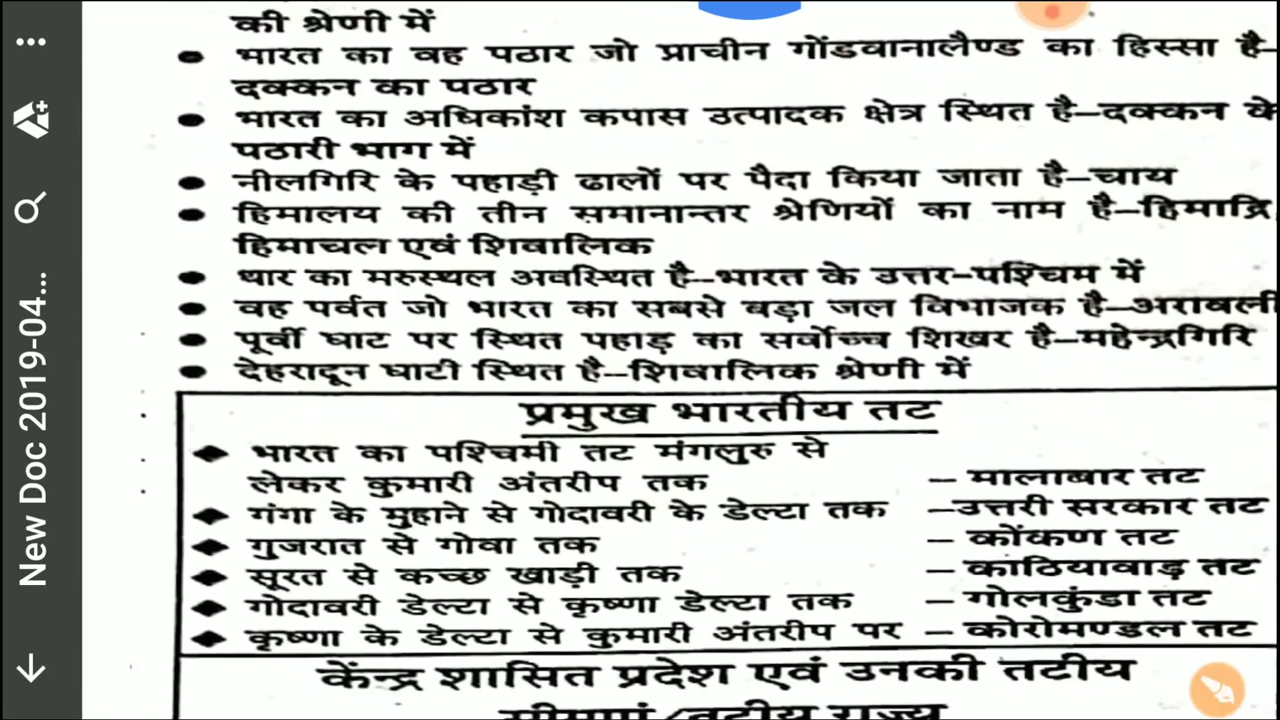 की श्रेणी में
● भारत का वह पठार जो प्राचीन गोंडवानालैण्ड का हिस्सा है–
दक्कन का पठार
● भारत का अधिकांश कपास उत्पादक क्षेत्र स्थित है–दक्कन के
पठारी भाग में
● नीलगिरि के पहाड़ी ढालों पर पैदा किया जाता है–चाय
● हिमालय की तीन समानान्तर श्रेणियों का नाम है–हिमाद्रि
हिमाचल एवं शिवालिक
● थार का मरुस्थल अवस्थित है–भारत के उत्तर-पश्चिम में
● वह पर्वत जो भारत का सबसे बड़ा जल विभाजक है–अरावली
● पूर्वी घाट पर स्थित पहाड़ का सर्वोच्च शिखर है–महेन्द्रगिरि
● देहरादून घाटी स्थित है–शिवालिक श्रेणी में
प्रमुख भारतीय तट
◆ भारत का पश्चिमी तट मंगलुरु से
लेकर कुमारी अंतरीप तक – मालाबार तट
◆ गंगा के मुहाने से गोदावरी के डेल्टा तक –उत्तरी सरकार तट
◆ गुजरात से गोवा तक – कोंकण तट
◆ सूरत से कच्छ खाड़ी तक – काठियावाड़ तट
◆ गोदावरी डेल्टा से कृष्णा डेल्टा तक – गोलकुंडा तट
◆ कृष्णा के डेल्टा से कुमारी अंतरीप पर – कोरोमण्डल तट
केंद्र शासित प्रदेश एवं उनकी तटीय
सीमाएं/तटीय राज्य
New Doc 2019-04...